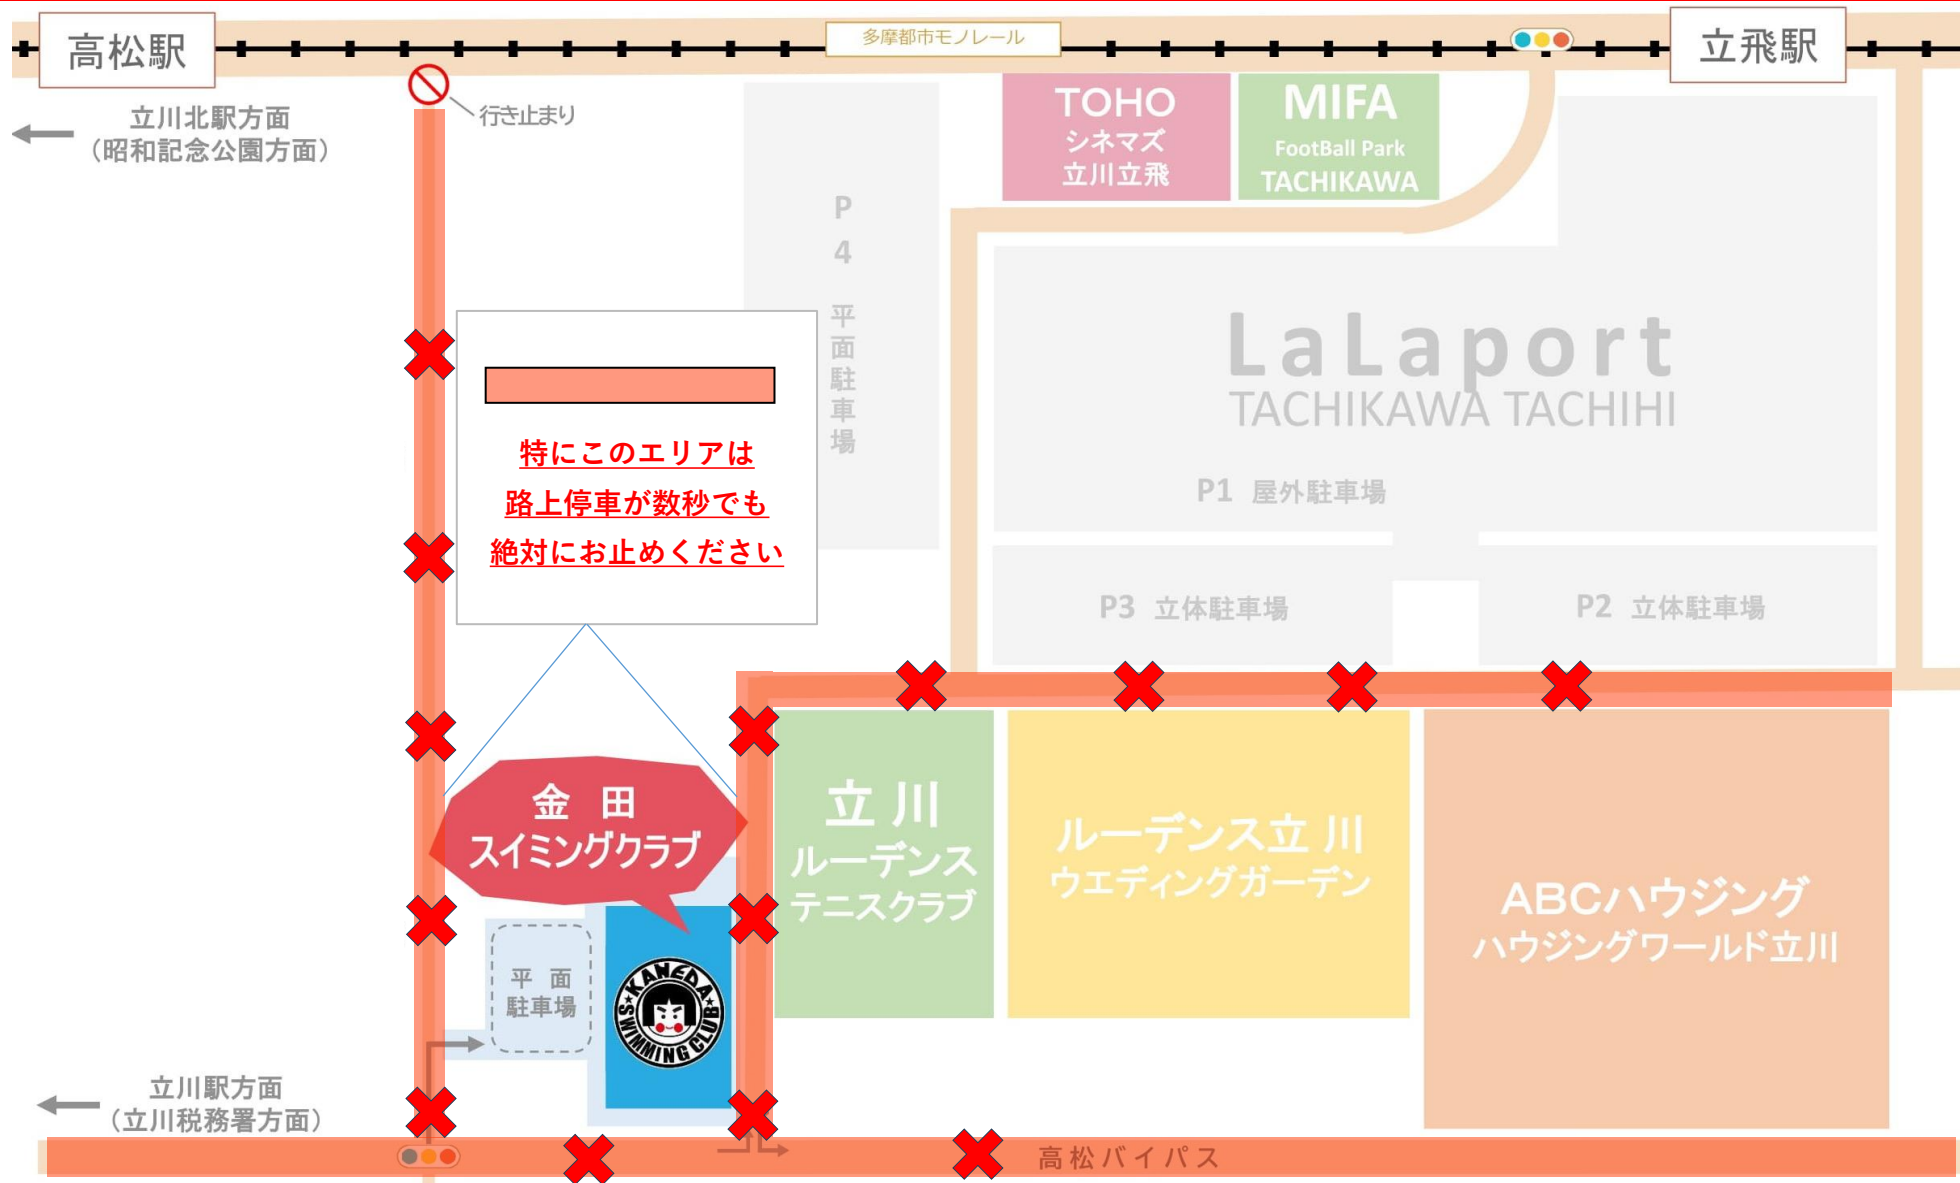 高松駅
多摩都市モノレール
立飛駅
立川北駅方面
（昭和記念公園方面）
行き止まり
TOHO
シネマズ
立川立飛
MIFA
FootBall Park
TACHIKAWA
P4 平面駐車場
LaLaport
TACHIKAWA TACHIHI
P1 屋外駐車場
P3 立体駐車場
P2 立体駐車場
特にこのエリアは
路上停車が数秒でも
絶対にお止めください
金田
スイミングクラブ
立川
ルーデンス
テニスクラブ
ルーデンス立川
ウエディングガーデン
ABCハウジング
ハウジングワールド立川
平面
駐車場
KANEDA
SWIMMING CLUB
立川駅方面
（立川税務署方面）
高松バイパス